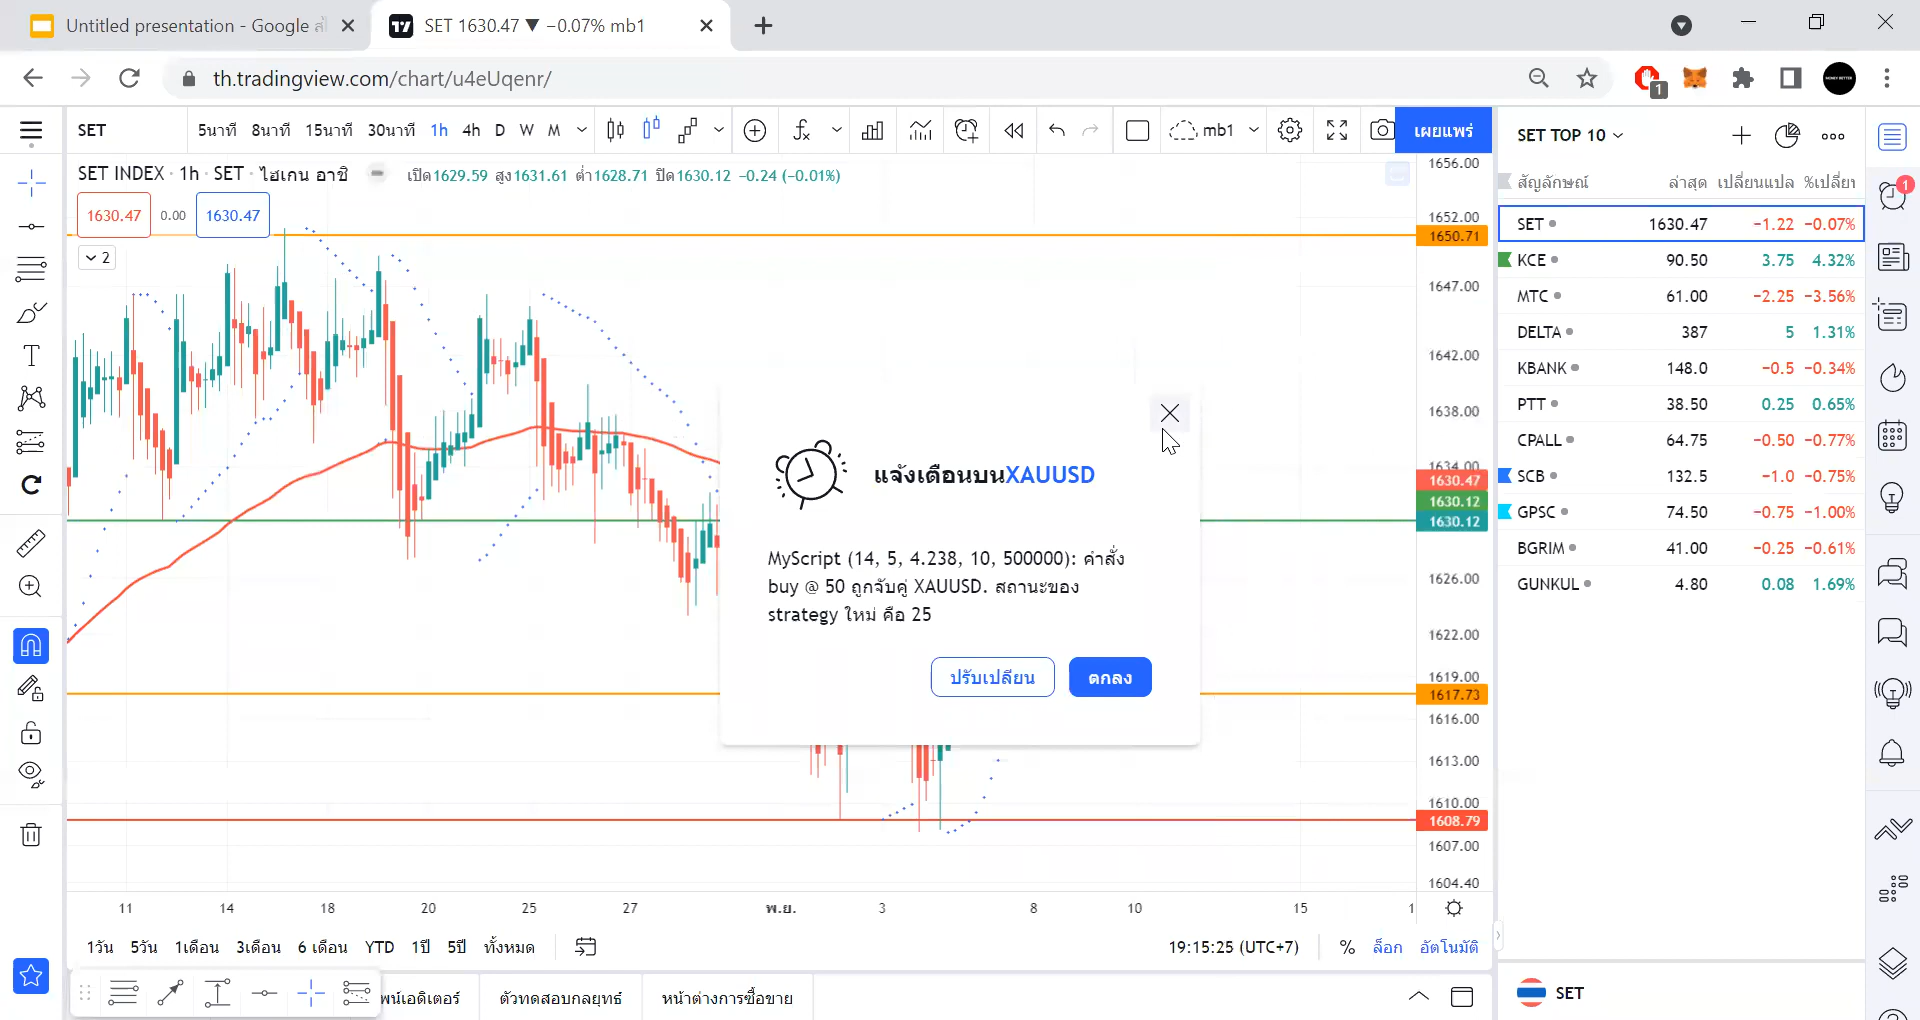 Untitled presentation - Google ส
SET 1630.47 ▼ −0.07% mb1
th.tradingview.com/chart/u4eUqenr/
1
SET
5นาที 8นาที 15นาที 30นาที 1h 4h D W M
mb1
เผยแพร่
SET INDEX · 1h · SET · ไฮเกน อาชิ
เปิด1629.59 สูง1631.61 ต่ำ1628.71 ปิด1630.12 −0.24 (−0.01%)
1630.47 0.00 1630.47
2
1656.00
1652.00
1650.71
1647.00
1642.00
1638.00
1634.00
1630.47
1630.12
1630.12
1626.00
1622.00
1619.00
1617.73
1616.00
1613.00
1610.00
1608.79
1607.00
1604.40
แจ้งเตือนบนXAUUSD
MyScript (14, 5, 4.238, 10, 500000): คำสั่ง
buy @ 50 ถูกจับคู่ XAUUSD. สถานะของ
strategy ใหม่ คือ 25
ปรับเปลี่ยน ตกลง
11 14 18 20 25 27 พ.ย. 3 8 10 15 1
1วัน 5วัน 1เดือน 3เดือน 6 เดือน YTD 1ปี 5ปี ทั้งหมด
19:15:25 (UTC+7) % ล็อก อัตโนมัติ
พน์เอดิเตอร์ ตัวทดสอบกลยุทธ์ หน้าต่างการซื้อขาย
SET TOP 10
สัญลักษณ์ ล่าสุด เปลี่ยนแปล %เปลี่ยน
SET 1630.47 −1.22 −0.07%
KCE 90.50 3.75 4.32%
MTC 61.00 −2.25 −3.56%
DELTA 387 5 1.31%
KBANK 148.0 −0.5 −0.34%
PTT 38.50 0.25 0.65%
CPALL 64.75 −0.50 −0.77%
SCB 132.5 −1.0 −0.75%
GPSC 74.50 −0.75 −1.00%
BGRIM 41.00 −0.25 −0.61%
GUNKUL 4.80 0.08 1.69%
SET
1